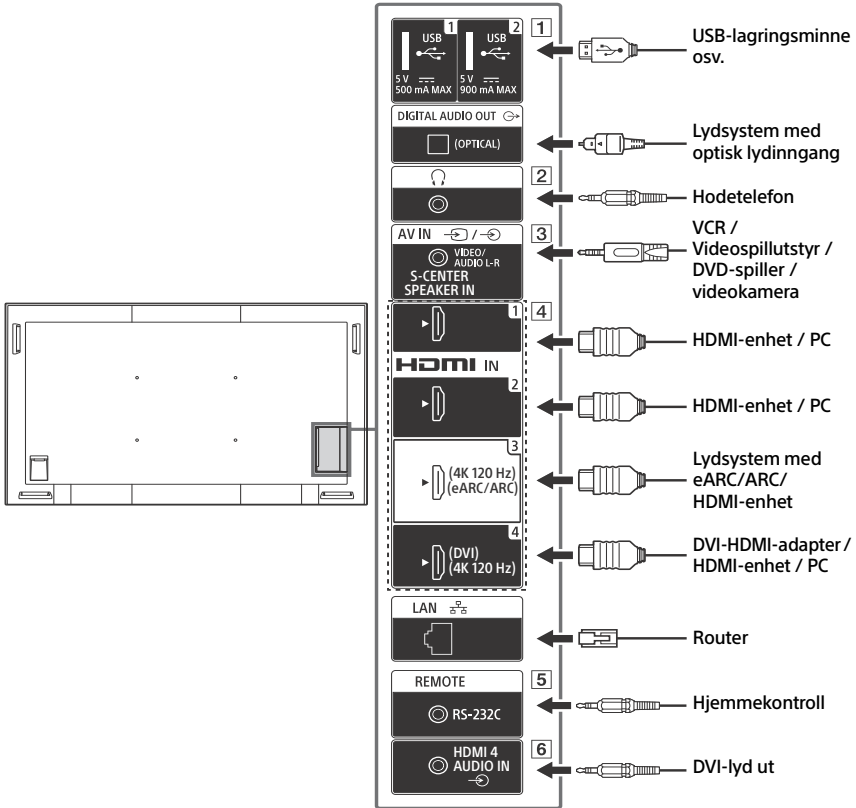 1 2 1
USB USB
5 V 5 V
500 mA MAX 900 mA MAX
USB-lagringsminne
osv.
DIGITAL AUDIO OUT
(OPTICAL)
Lydsystem med
optisk lydinngang
2
Hodetelefon
AV IN / 3
VIDEO/
AUDIO L-R
S-CENTER
SPEAKER IN
VCR /
Videospillutstyr /
DVD-spiller /
videokamera
1 4
HDMI-enhet / PC
HDMI IN
2
HDMI-enhet / PC
3
(4K 120 Hz)
(eARC/ARC)
Lydsystem med
eARC/ARC/
HDMI-enhet
4
(DVI)
(4K 120 Hz)
DVI-HDMI-adapter /
HDMI-enhet / PC
LAN
Router
REMOTE 5
RS-232C
Hjemmekontroll
6
HDMI 4
AUDIO IN
DVI-lyd ut